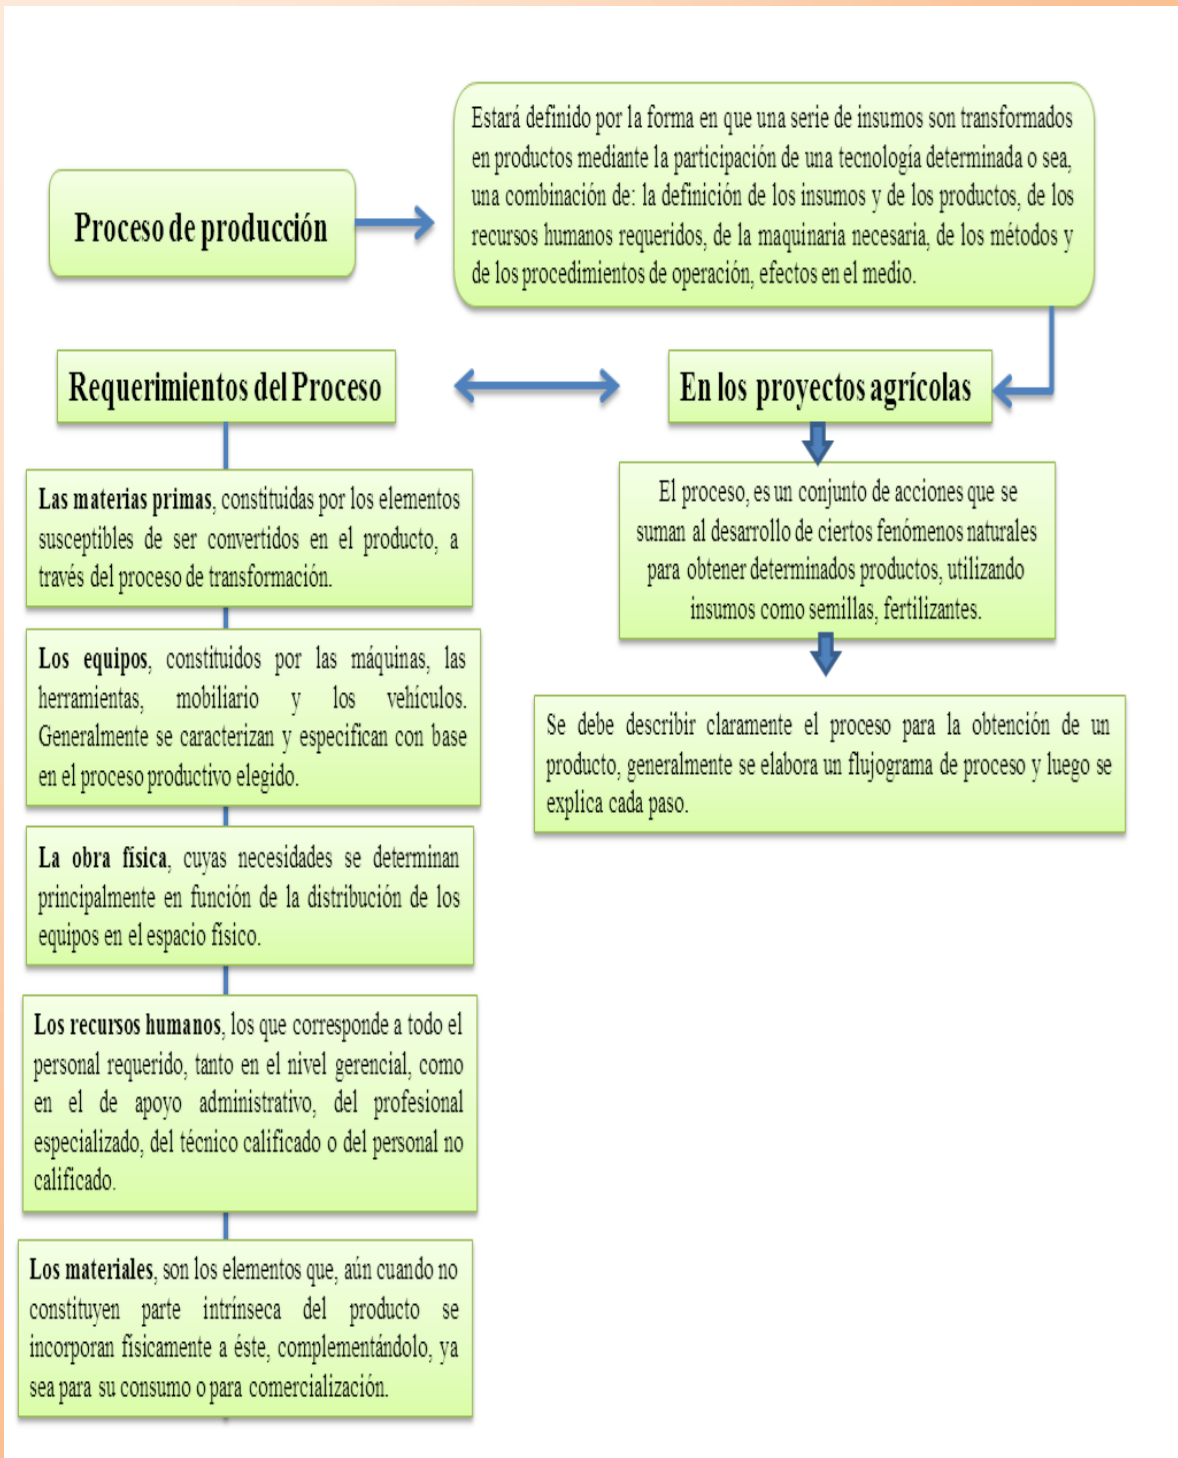 Proceso de producción
Estará definido por la forma en que una serie de insumos son transformados
en productos mediante la participación de una tecnología determinada o sea,
una combinación de: la definición de los insumos y de los productos, de los
recursos humanos requeridos, de la maquinaria necesaria, de los métodos y
de los procedimientos de operación, efectos en el medio.
Requerimientos del Proceso
En los proyectos agrícolas
Las materias primas, constituidas por los elementos
susceptibles de ser convertidos en el producto, a
través del proceso de transformación.
Los equipos, constituidos por las máquinas, las
herramientas, mobiliario y los vehículos.
Generalmente se caracterizan y especifican con base
en el proceso productivo elegido.
La obra física, cuyas necesidades se determinan
principalmente en función de la distribución de los
equipos en el espacio físico.
Los recursos humanos, los que corresponde a todo el
personal requerido, tanto en el nivel gerencial, como
en el de apoyo administrativo, del profesional
especializado, del técnico calificado o del personal no
calificado.
Los materiales, son los elementos que, aún cuando no
constituyen parte intrínseca del producto se
incorporan físicamente a éste, complementándolo, ya
sea para su consumo o para comercialización.
El proceso, es un conjunto de acciones que se
suman al desarrollo de ciertos fenómenos naturales
para obtener determinados productos, utilizando
insumos como semillas, fertilizantes.
Se debe describir claramente el proceso para la obtención de un
producto, generalmente se elabora un flujograma de proceso y luego se
explica cada paso.